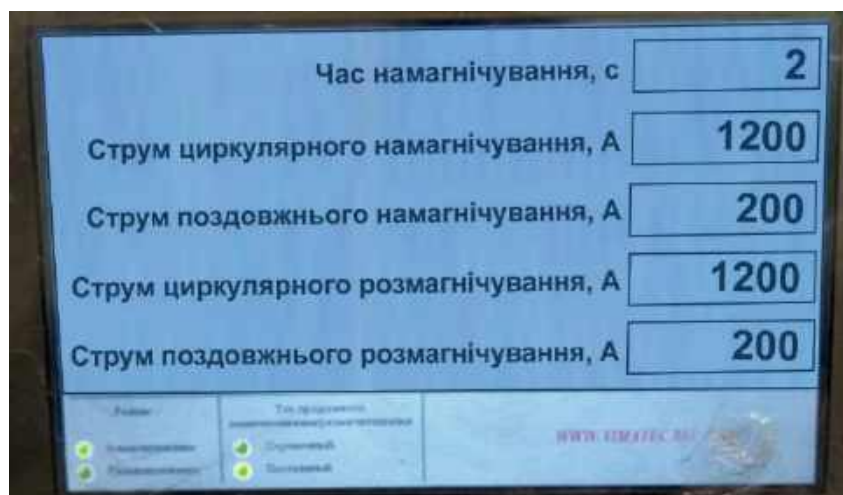 Час намагнічування, с 2
Струм циркулярного намагнічування, А 1200
Струм поздовжнього намагнічування, А 200
Струм циркулярного розмагнічування, А 1200
Струм поздовжнього розмагнічування, А 200